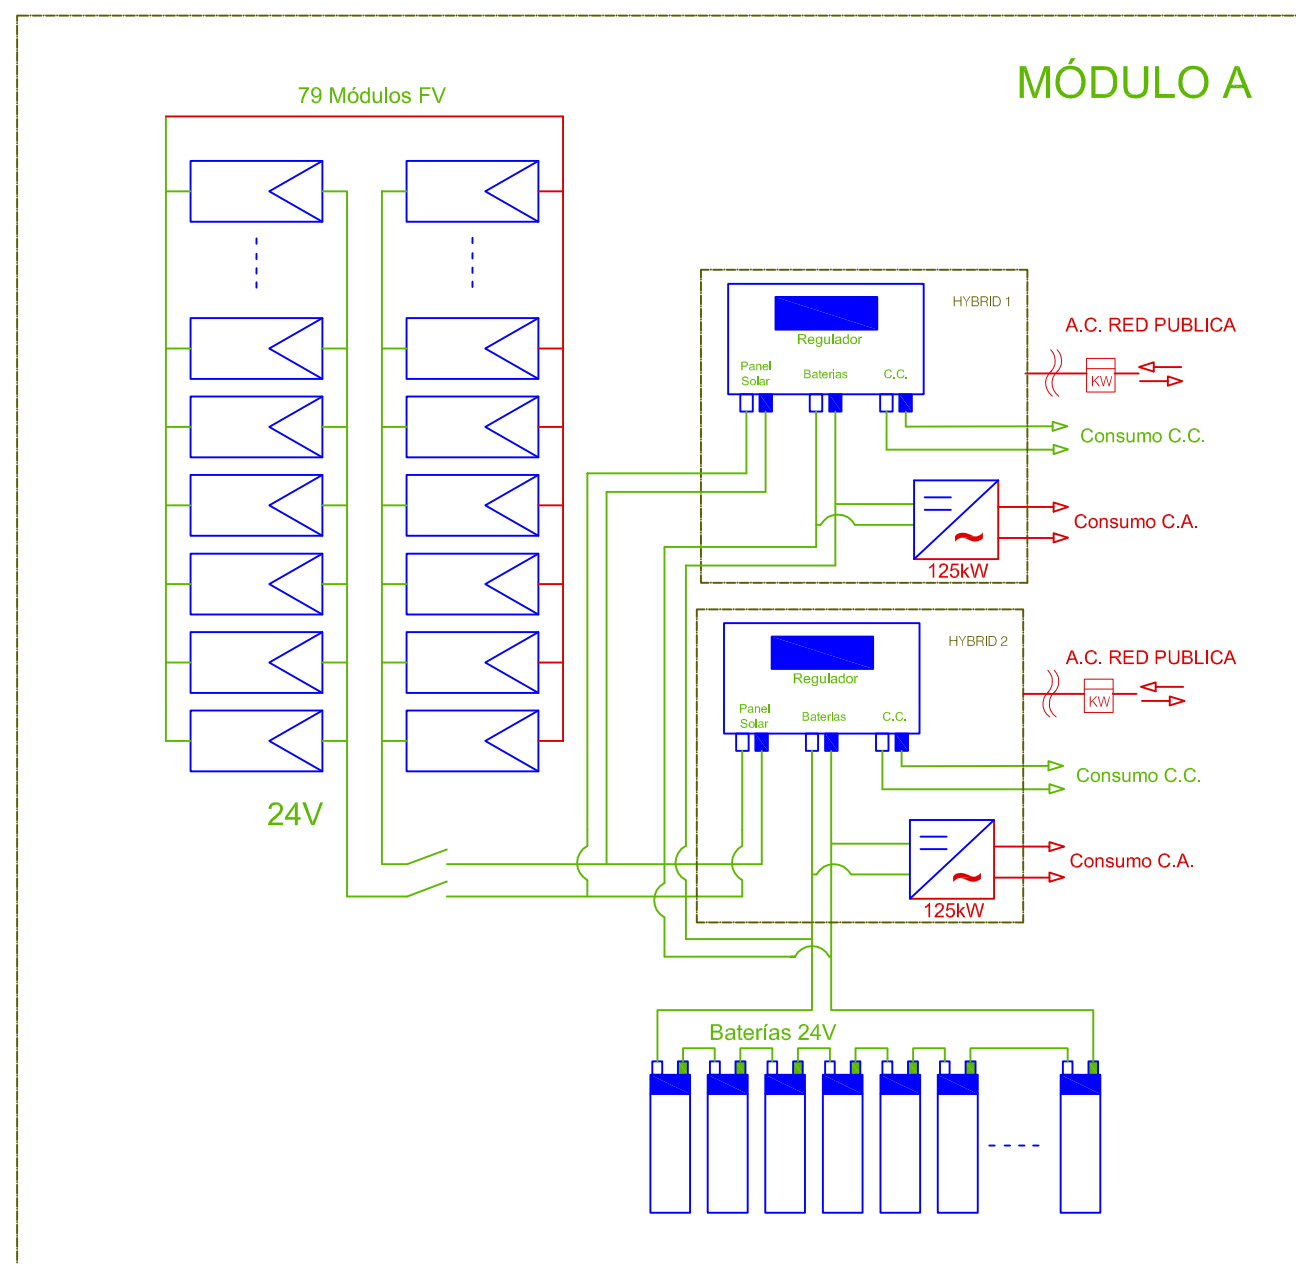 MÓDULO A
79 Módulos FV
HYBRID 1
A.C. RED PUBLICA
Regulador
Panel
Solar
Baterias
C.C.
KW
Consumo C.C.
Consumo C.A.
~
125kW
HYBRID 2
A.C. RED PUBLICA
Regulador
Panel
Solar
Baterias
C.C.
KW
Consumo C.C.
24V
Consumo C.A.
~
125kW
Baterías 24V